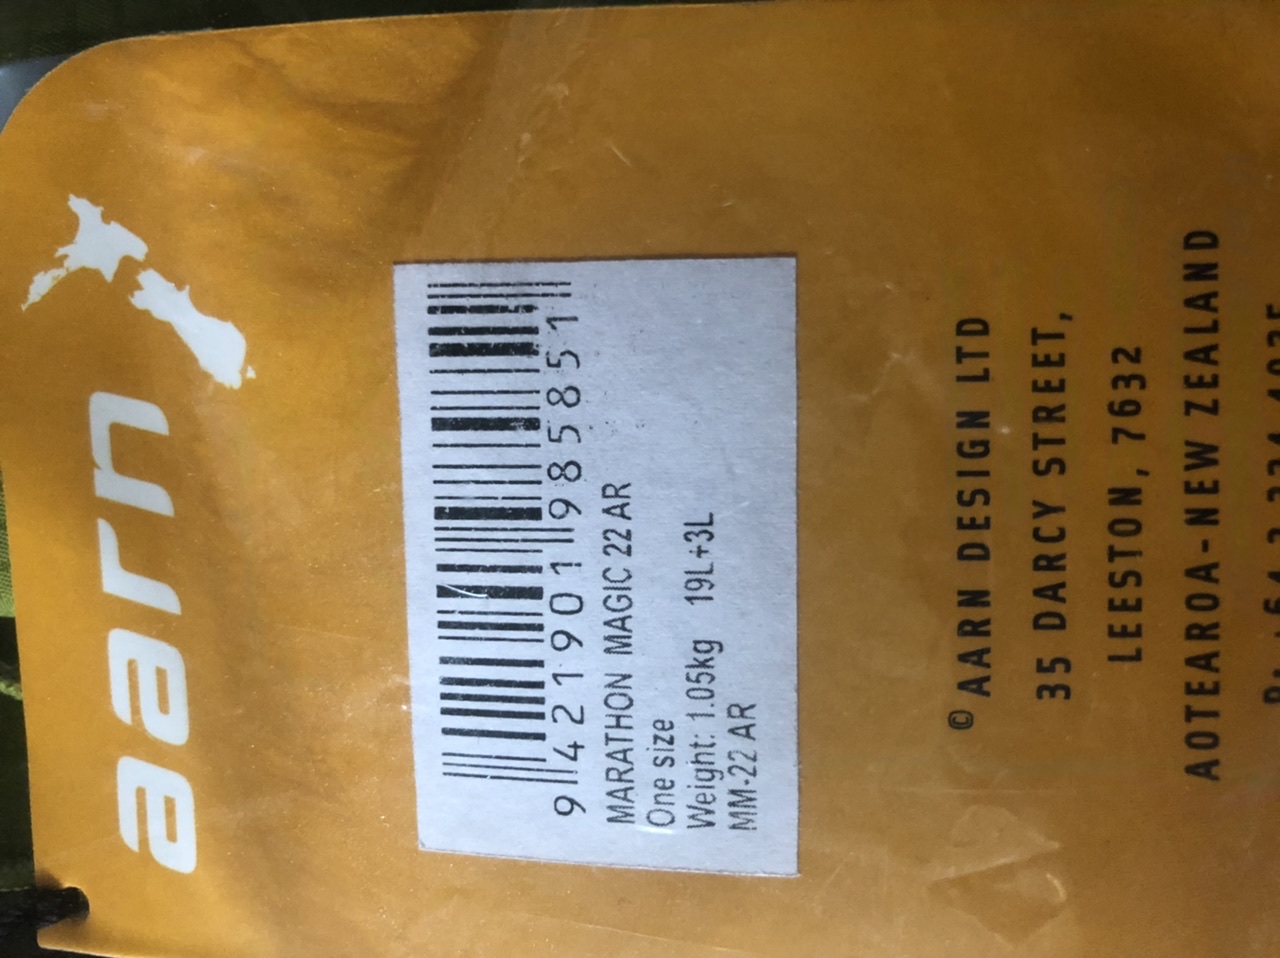 aarn
9 421901 985851
MARATHON MAGIC 22 AR
One size
Weight: 1.05kg 19L+3L
MM-22 AR
© AARN DESIGN LTD
35 DARCY STREET,
LEESTON, 7632
AOTEAROA-NEW ZEALAND